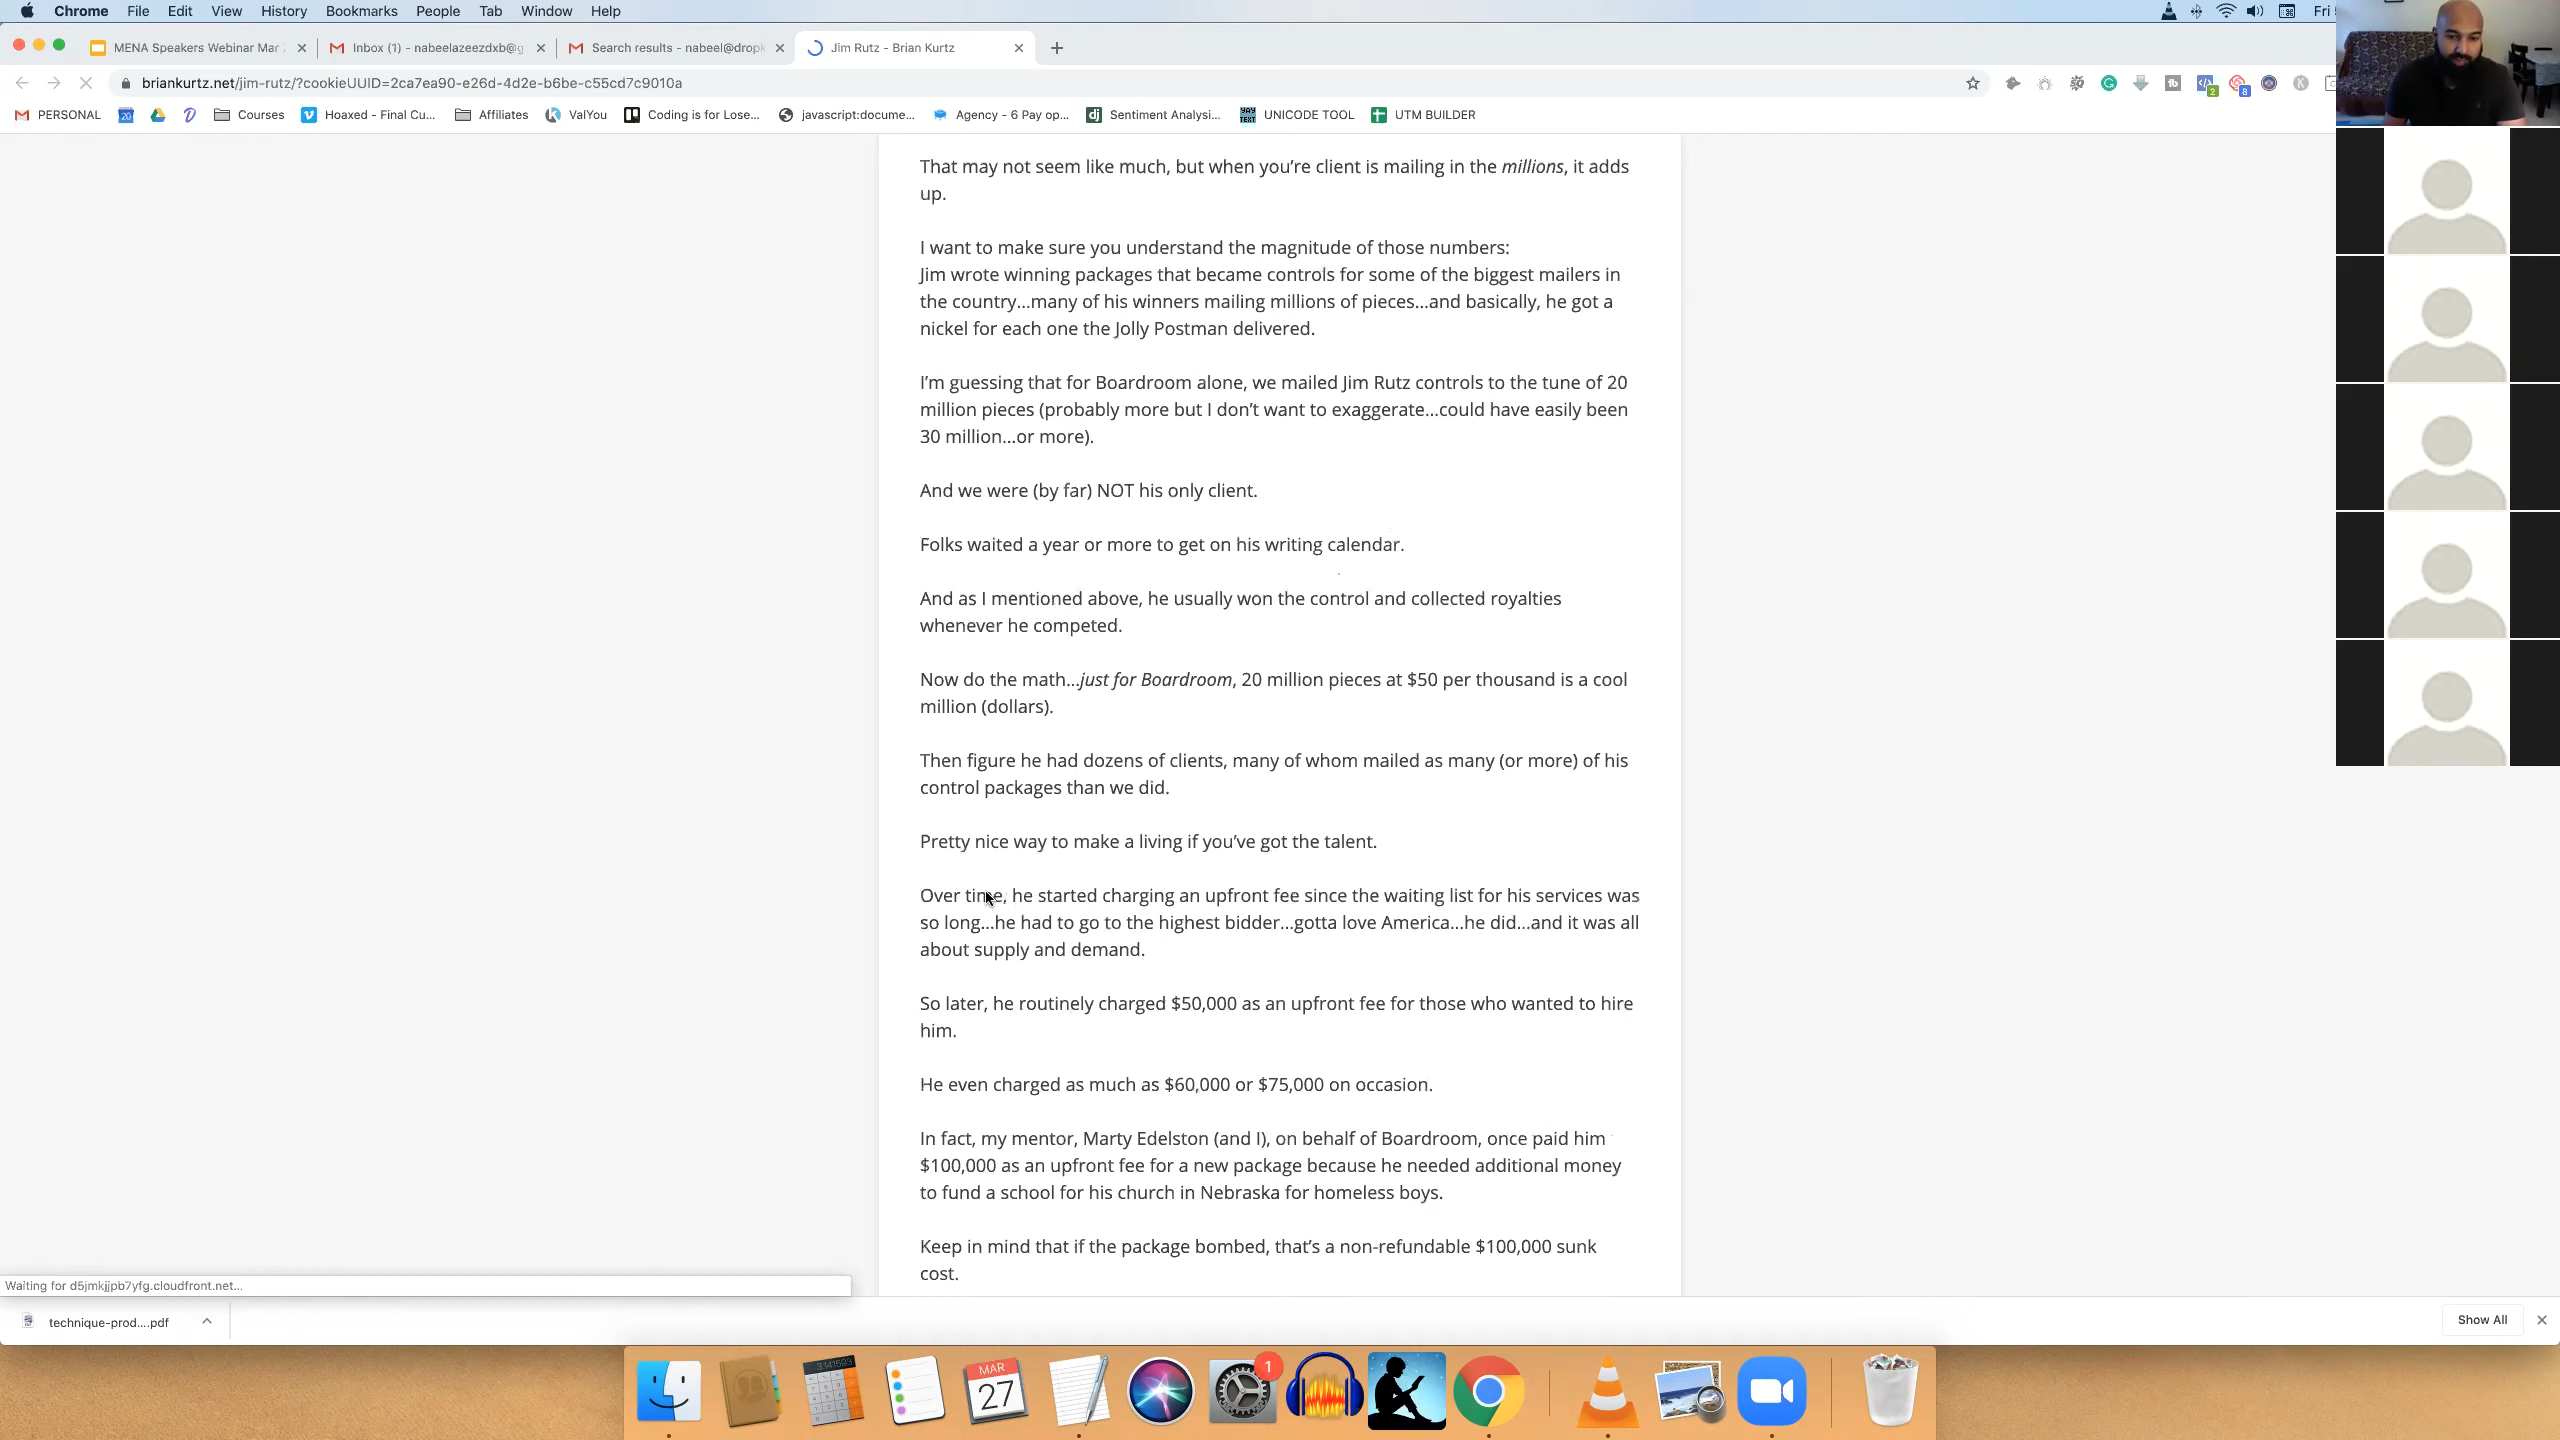 Chrome File Edit View History Bookmarks People Tab Window Help Fri
MENA Speakers Webinar Mar
Inbox (1) - nabeelazeezdxb@g
Search results - nabeel@dropk
Jim Rutz - Brian Kurtz
briankurtz.net/jim-rutz/?cookieUUID=2ca7ea90-e26d-4d2e-b6be-c55cd7c9010a
PERSONAL Courses Hoaxed - Final Cu... Affiliates ValYou Coding is for Lose... javascript:docume... Agency - 6 Pay op... Sentiment Analysi... UNICODE TOOL UTM BUILDER
That may not seem like much, but when you’re client is mailing in the millions, it adds
up.
I want to make sure you understand the magnitude of those numbers:
Jim wrote winning packages that became controls for some of the biggest mailers in
the country…many of his winners mailing millions of pieces…and basically, he got a
nickel for each one the Jolly Postman delivered.
I’m guessing that for Boardroom alone, we mailed Jim Rutz controls to the tune of 20
million pieces (probably more but I don’t want to exaggerate…could have easily been
30 million…or more).
And we were (by far) NOT his only client.
Folks waited a year or more to get on his writing calendar.
And as I mentioned above, he usually won the control and collected royalties
whenever he competed.
Now do the math…just for Boardroom, 20 million pieces at $50 per thousand is a cool
million (dollars).
Then figure he had dozens of clients, many of whom mailed as many (or more) of his
control packages than we did.
Pretty nice way to make a living if you’ve got the talent.
Over time, he started charging an upfront fee since the waiting list for his services was
so long…he had to go to the highest bidder…gotta love America…he did…and it was all
about supply and demand.
So later, he routinely charged $50,000 as an upfront fee for those who wanted to hire
him.
He even charged as much as $60,000 or $75,000 on occasion.
In fact, my mentor, Marty Edelston (and I), on behalf of Boardroom, once paid him
$100,000 as an upfront fee for a new package because he needed additional money
to fund a school for his church in Nebraska for homeless boys.
Keep in mind that if the package bombed, that’s a non-refundable $100,000 sunk
cost.
Waiting for d5jmkjjpb7yfg.cloudfront.net...
technique-prod....pdf
Show All
MAR
27
1